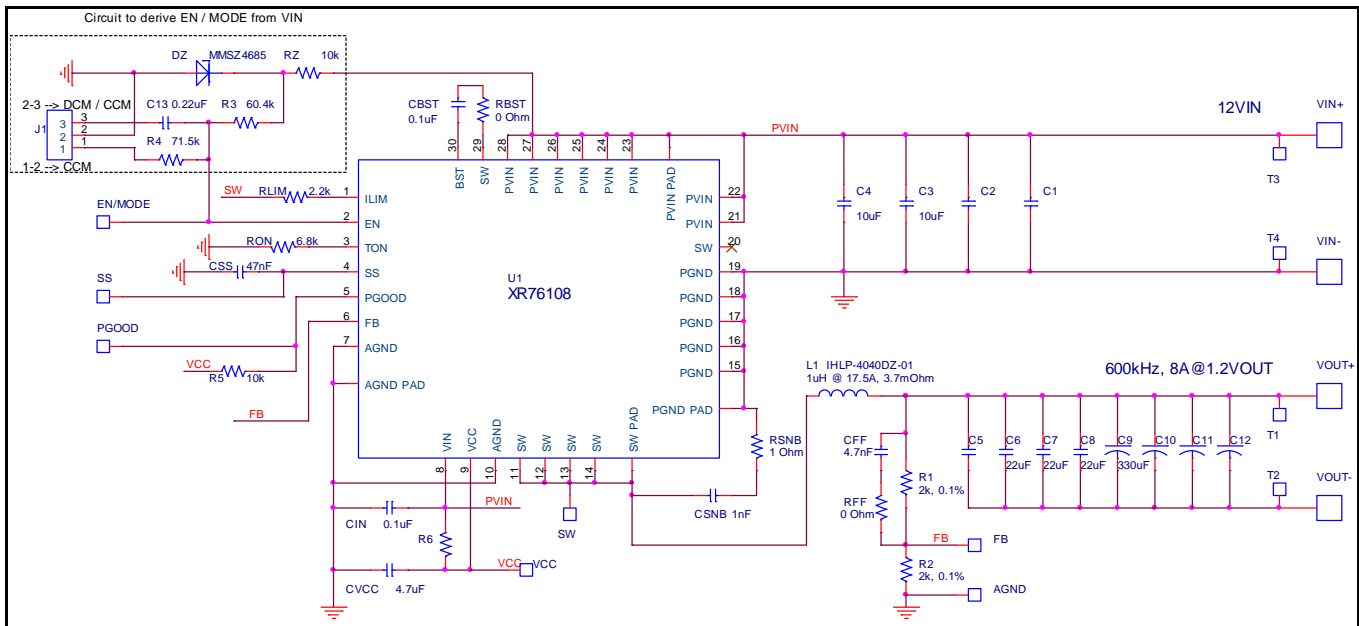 Circuit to derive EN / MODE from VIN
DZ MMSZ4685 RZ 10k
2-3 --> DCM / CCM
C13 0.22uF R3 60.4k
J1
3
2
1
R4 71.5k
1-2 --> CCM
CBST
0.1uF
RBST
0 Ohm
12VIN
VIN+
PVIN
T3
30 29 28 27 26 25 24 23
BST SW PVIN PVIN PVIN PVIN PVIN PVIN PVIN PAD
SW RLIM 2.2k 1 ILIM
EN/MODE
2 EN
RON 6.8k 3 TON
CSS 47nF 4 SS
SS
5 PGOOD
6 FB
PGOOD
7 AGND
VCC
R5 10k
AGND PAD
FB
U1
XR76108
PVIN 22
PVIN 21
SW 20
PGND 19
PGND 18
PGND 17
PGND 16
PGND 15
PGND PAD
C4
10uF
C3
10uF
C2
C1
T4
VIN-
L1 IHLP-4040DZ-01
1uH @ 17.5A, 3.7mOhm
600kHz, 8A@1.2VOUT
VOUT+
T1
RSNB
1 Ohm
CFF
4.7nF
R1
2k, 0.1%
RFF
0 Ohm
C5
C6
22uF
C7
22uF
C8
22uF
C9
330uF
C10
C11
C12
T2
VOUT-
VIN VCC AGND SW SW SW SW SW PAD
8 9 10 11 12 13 14
PVIN
CIN 0.1uF
SW
CSNB 1nF
R6
FB
FB
R2
2k, 0.1%
VCC
VCC
CVCC 4.7uF
AGND